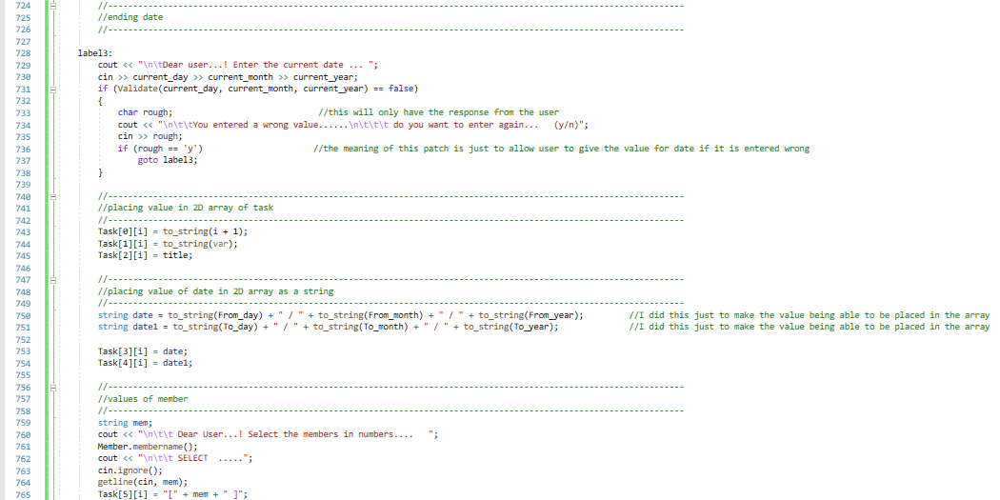 724 //------------------------------------------------------------------------------------------------------------------
725 //ending date
726 //------------------------------------------------------------------------------------------------------------------
727
728 label3:
729 cout << "\n\tDear user...! Enter the current date ... ";
730 cin >> current_day >> current_month >> current_year;
731 if (Validate(current_day, current_month, current_year) == false)
732 {
733 char rough; //this will only have the response from the user
734 cout << "\n\t\tYou entered a wrong value......\n\t\t\t do you want to enter again... (y/n)";
735 cin >> rough;
736 if (rough == 'y') //the meaning of this patch is just to allow user to give the value for date if it is entered wrong
737 goto label3;
738 }
739
740 //------------------------------------------------------------------------------------------------------------------
741 //placing value in 2D array of task
742 //------------------------------------------------------------------------------------------------------------------
743 Task[0][i] = to_string(i + 1);
744 Task[1][i] = to_string(var);
745 Task[2][i] = title;
746
747 //------------------------------------------------------------------------------------------------------------------
748 //placing value of date in 2D array as a string
749 //------------------------------------------------------------------------------------------------------------------
750 string date = to_string(From_day) + " / " + to_string(From_month) + " / " + to_string(From_year); //I did this just to make the value being able to be placed in the array
751 string date1 = to_string(To_day) + " / " + to_string(To_month) + " / " + to_string(To_year); //I did this just to make the value being able to be placed in the array
752
753 Task[3][i] = date;
754 Task[4][i] = date1;
755
756 //------------------------------------------------------------------------------------------------------------------
757 //values of member
758 //------------------------------------------------------------------------------------------------------------------
759 string mem;
760 cout << "\n\t\t Dear User...! Select the members in numbers.... ";
761 Member.membername();
762 cout << "\n\t\t SELECT .....";
763 cin.ignore();
764 getline(cin, mem);
765 Task[5][i] = "[" + mem + " ]";